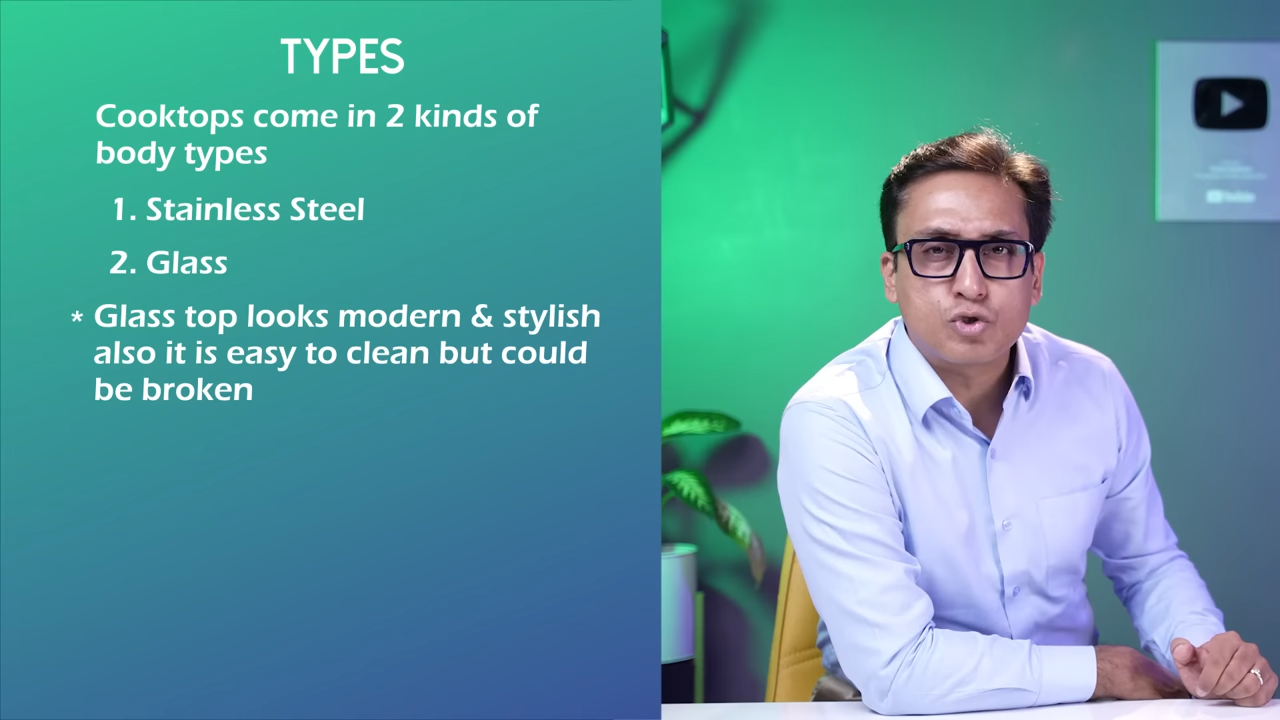 TYPES
Cooktops come in 2 kinds of
body types
1. Stainless Steel
2. Glass
* Glass top looks modern & stylish
also it is easy to clean but could
be broken